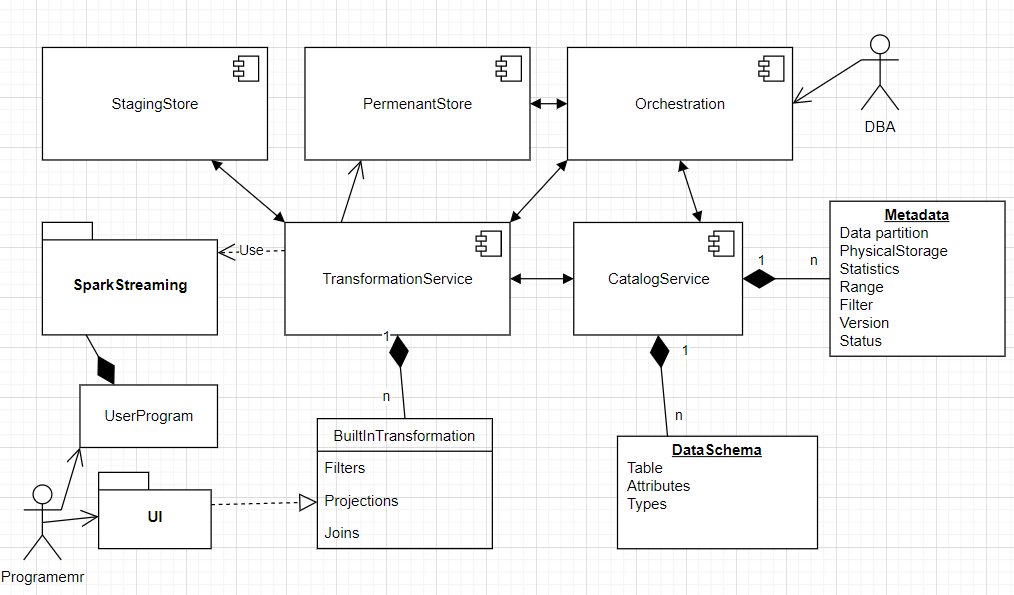 StagingStore
PermenantStore
Orchestration
DBA
Use
SparkStreaming
TransformationService
CatalogService
1
n
Metadata
Data partition
PhysicalStorage
Statistics
Range
Filter
Version
Status
1
n
1
n
UserProgram
BuiltInTransformation
Filters
Projections
Joins
DataSchema
Table
Attributes
Types
UI
Programemr